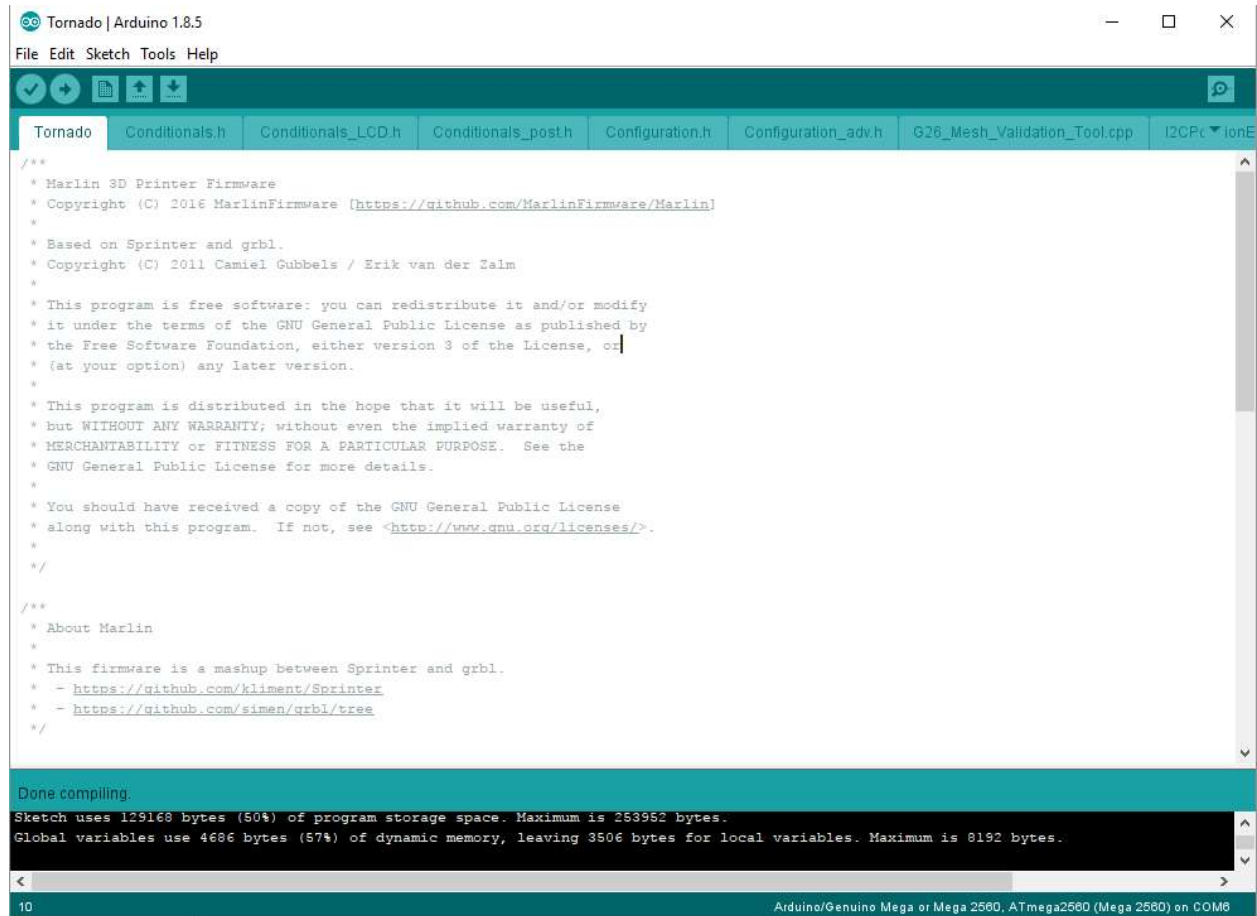 Tornado | Arduino 1.8.5
File Edit Sketch Tools Help
Tornado Conditionals.h Conditionals_LCD.h Conditionals_post.h Configuration.h Configuration_adv.h G26_Mesh_Validation_Tool.cpp
/**
* Marlin 3D Printer Firmware
* Copyright (C) 2016 MarlinFirmware [https://github.com/MarlinFirmware/Marlin]
*
* Based on Sprinter and grbl.
* Copyright (C) 2011 Camiel Gubbels / Erik van der Zalm
*
* This program is free software: you can redistribute it and/or modify
* it under the terms of the GNU General Public License as published by
* the Free Software Foundation, either version 3 of the License, or
* (at your option) any later version.
*
* This program is distributed in the hope that it will be useful,
* but WITHOUT ANY WARRANTY; without even the implied warranty of
* MERCHANTABILITY or FITNESS FOR A PARTICULAR PURPOSE.  See the
* GNU General Public License for more details.
*
* You should have received a copy of the GNU General Public License
* along with this program.  If not, see <http://www.gnu.org/licenses/>.
*
*/
/**
* About Marlin
*
* This firmware is a mashup between Sprinter and grbl.
*  - https://github.com/kliment/Sprinter
*  - https://github.com/simen/grbl/tree
*/
Done compiling.
Sketch uses 129168 bytes (50%) of program storage space. Maximum is 253952 bytes.
Global variables use 4686 bytes (57%) of dynamic memory, leaving 3506 bytes for local variables. Maximum is 8192 bytes.
10 Arduino/Genuino Mega or Mega 2560, ATmega2560 (Mega 2560) on COM6